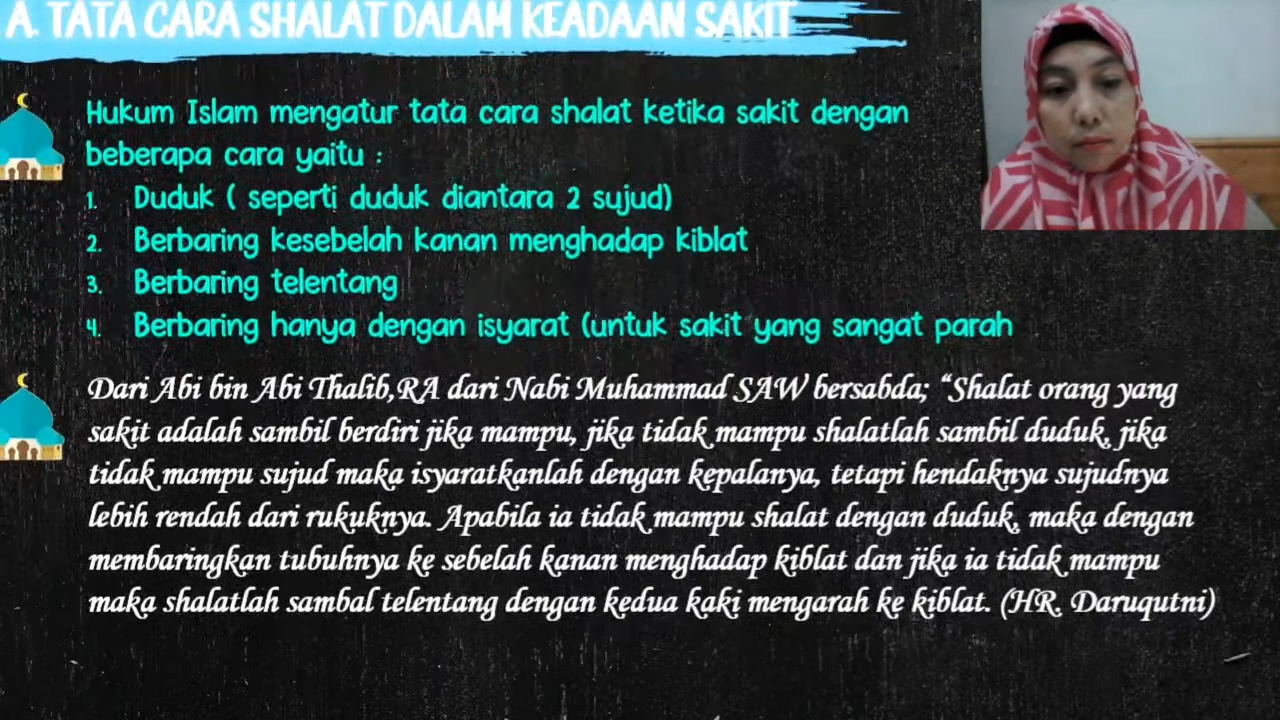 A. TATA CARA SHALAT DALAM KEADAAN SAKIT
Hukum Islam mengatur tata cara shalat ketika sakit dengan
beberapa cara yaitu :
1. Duduk ( seperti duduk diantara 2 sujud)
2. Berbaring kesebelah kanan menghadap kiblat
3. Berbaring telentang
4. Berbaring hanya dengan isyarat (untuk sakit yang sangat parah
Dari Abi bin Abi Thalib,RA dari Nabi Muhammad SAW bersabda; “Shalat orang yang
sakit adalah sambil berdiri jika mampu, jika tidak mampu shalatlah sambil duduk, jika
tidak mampu sujud maka isyaratkanlah dengan kepalanya, tetapi hendaknya sujudnya
lebih rendah dari rukuknya. Apabila ia tidak mampu shalat dengan duduk, maka dengan
membaringkan tubuhnya ke sebelah kanan menghadap kiblat dan jika ia tidak mampu
maka shalatlah sambal telentang dengan kedua kaki mengarah ke kiblat. (HR. Daruqutni)